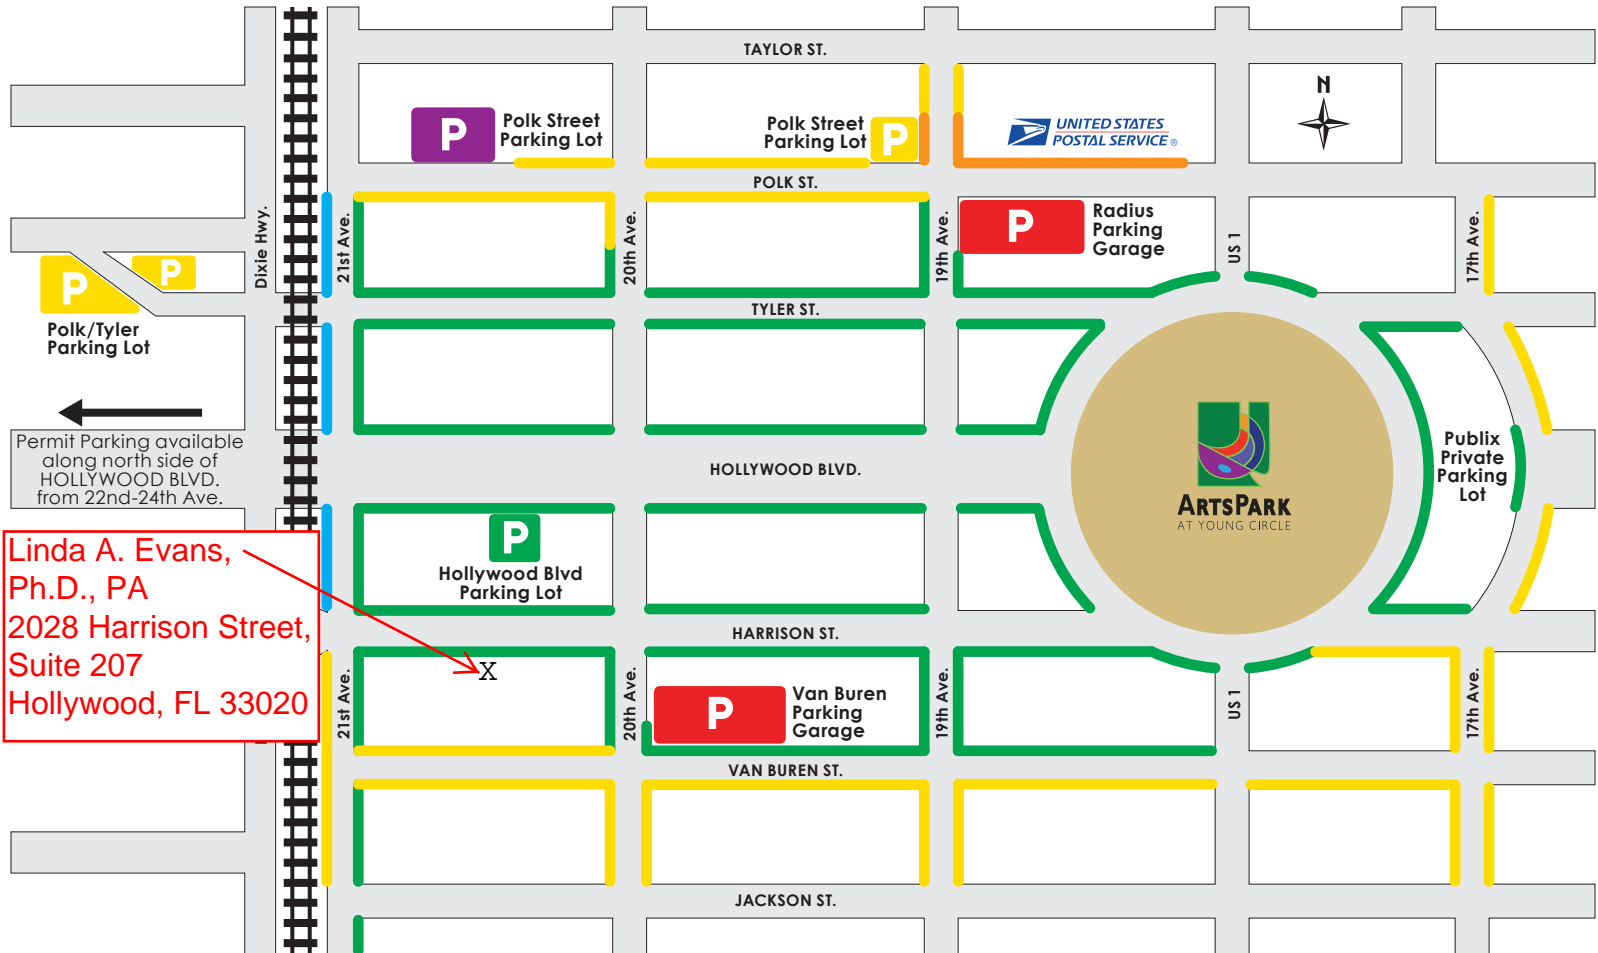 TAYLOR ST.
N
P
Polk Street
Parking Lot
Polk Street
Parking Lot
P
UNITED STATES
POSTAL SERVICE®
POLK ST.
Dixie Hwy.
21st Ave.
20th Ave.
19th Ave.
P
Radius
Parking
Garage
US 1
17th Ave.
P
P
Polk/Tyler
Parking Lot
TYLER ST.
Permit Parking available
along north side of
HOLLYWOOD BLVD.
from 22nd-24th Ave.
HOLLYWOOD BLVD.
ARTSPARK
AT YOUNG CIRCLE
Publix
Private
Parking
Lot
P
Hollywood Blvd
Parking Lot
Linda A. Evans,
Ph.D., PA
2028 Harrison Street,
Suite 207
Hollywood, FL 33020
HARRISON ST.
X
21st Ave.
20th Ave.
P
Van Buren
Parking
Garage
19th Ave.
US 1
17th Ave.
VAN BUREN ST.
JACKSON ST.